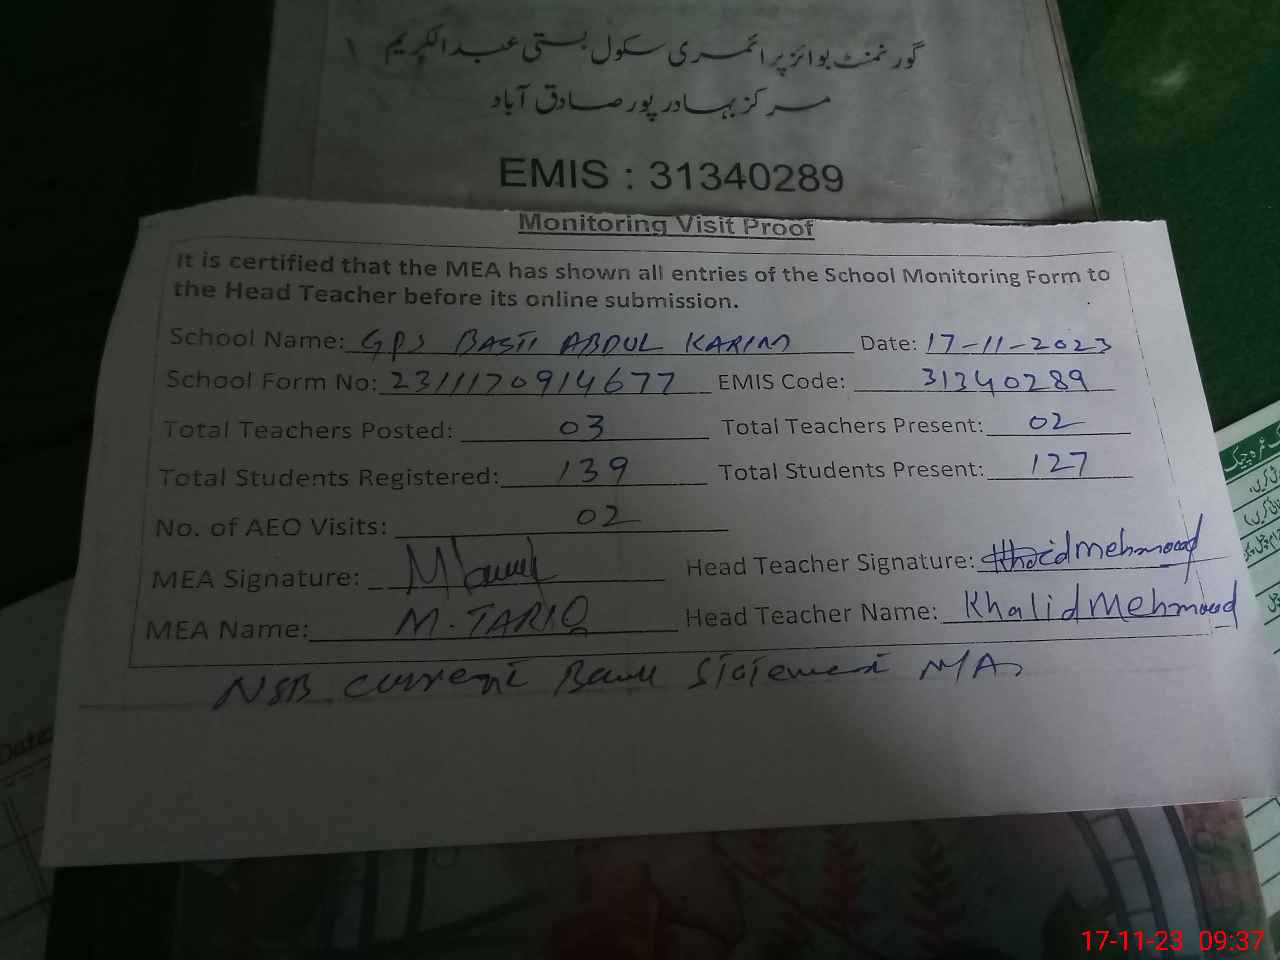 گورنمنٹ بوائز پرائمری سکول بستی عبدالکریم ۱
مرکز بہادر پور صادق آباد
EMIS : 31340289
Monitoring Visit Proof
It is certified that the MEA has shown all entries of the School Monitoring Form to
the Head Teacher before its online submission.
School Name: GPS BASTI ABDUL KARIM Date: 17-11-2023
School Form No: 2311170914677 EMIS Code: 31340289
Total Teachers Posted: 03 Total Teachers Present: 02
Total Students Registered: 139 Total Students Present: 127
No. of AEO Visits: 02
MEA Signature: Head Teacher Signature: Khalid Mehmood
MEA Name: M. TARIQ Head Teacher Name: Khalid Mehmood
NSB current Bank Statement N/A
Date:
17-11-23 09:37